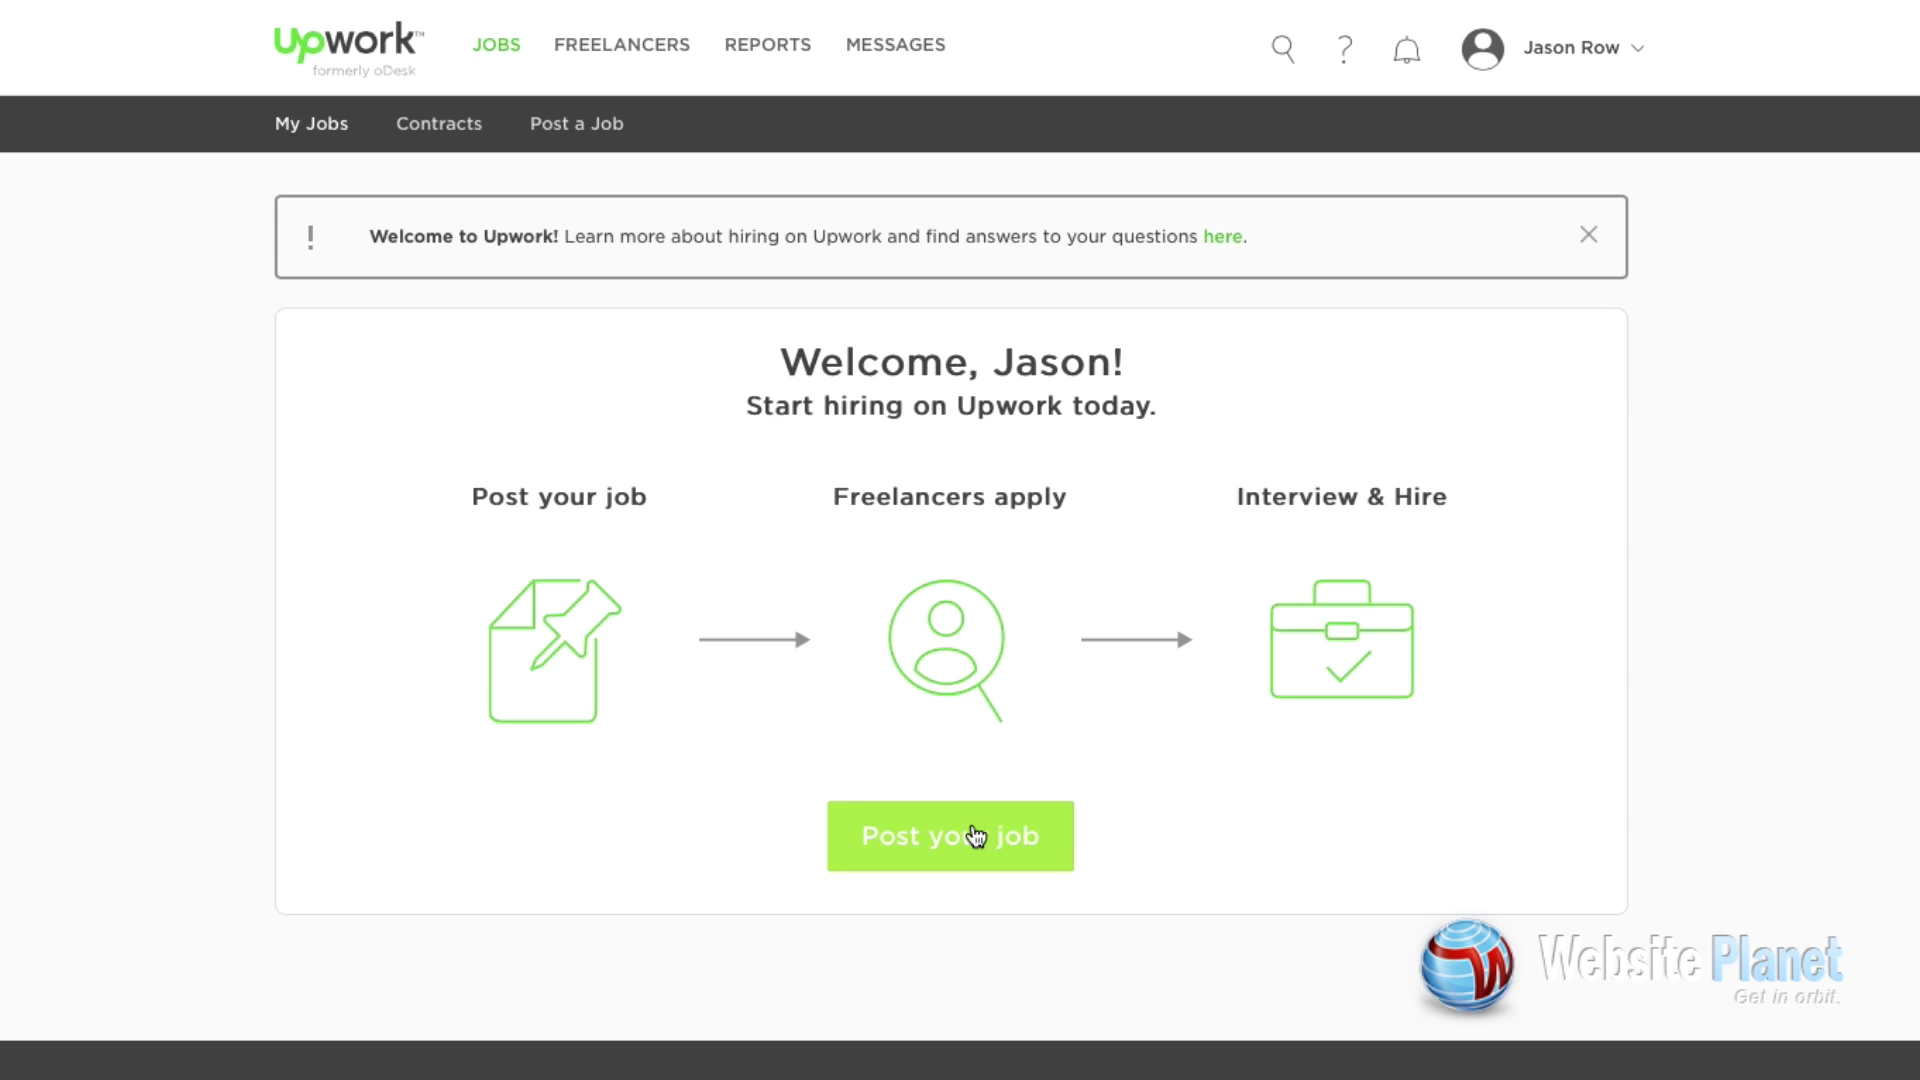 upwork™
formerly oDesk
JOBS FREELANCERS REPORTS MESSAGES
? Jason Row
My Jobs Contracts Post a Job
! Welcome to Upwork! Learn more about hiring on Upwork and find answers to your questions here.
Welcome, Jason!
Start hiring on Upwork today.
Post your job Freelancers apply Interview & Hire
Post your job
Website Planet
Get in orbit.